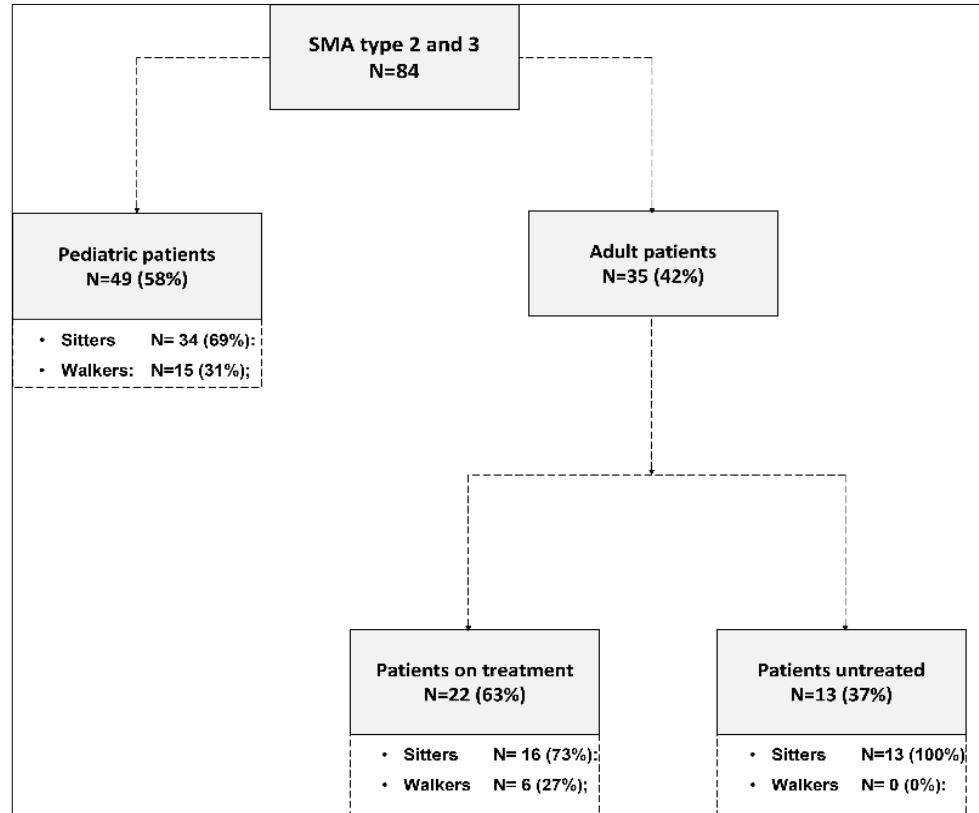 SMA type 2 and 3
N=84
Pediatric patients
N=49 (58%)
• Sitters N= 34 (69%):
• Walkers: N=15 (31%);
Adult patients
N=35 (42%)
Patients on treatment
N=22 (63%)
• Sitters N= 16 (73%):
• Walkers N= 6 (27%);
Patients untreated
N=13 (37%)
• Sitters N=13 (100%)
• Walkers N= 0 (0%):